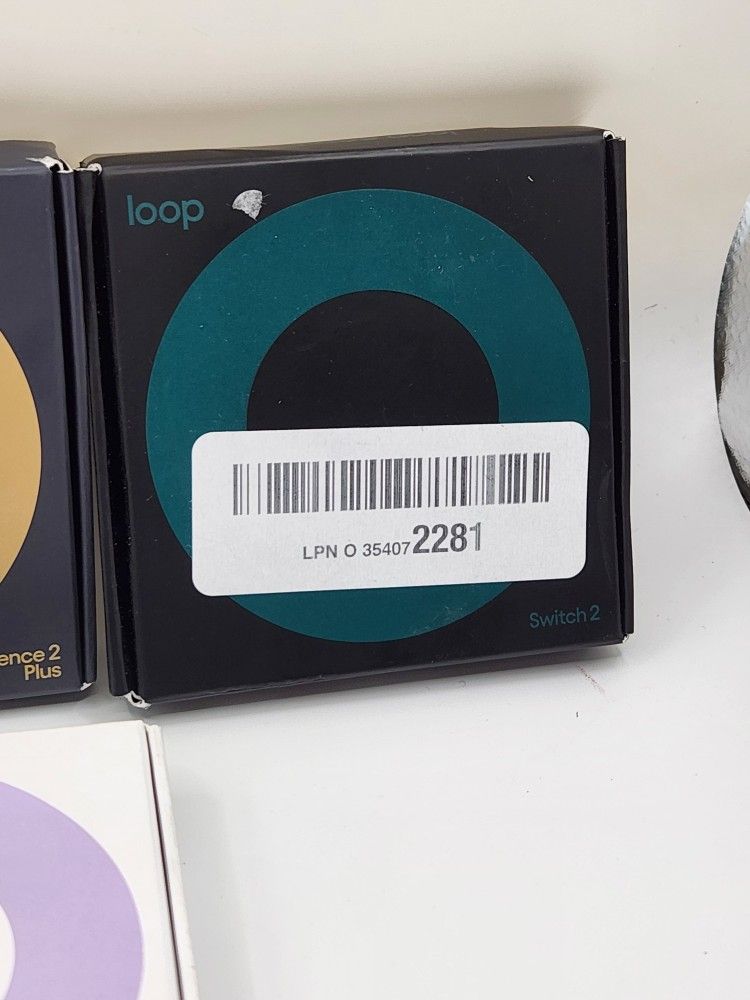 loop
LPN O 354072281
Switch 2
ence 2
Plus